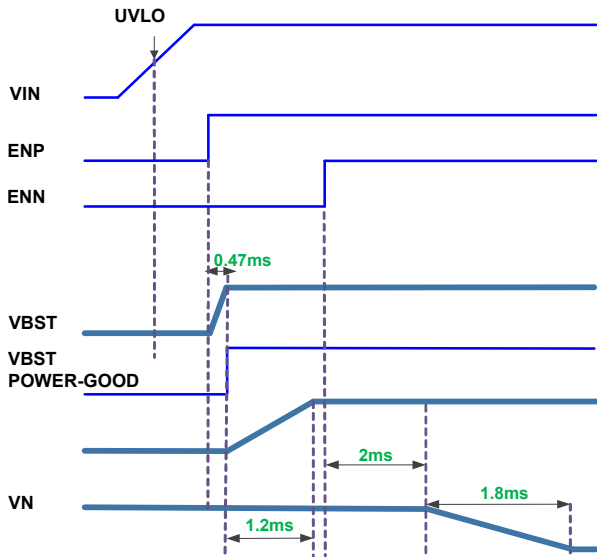 UVLO
VIN
ENP
ENN
0.47ms
VBST
VBST
POWER-GOOD
2ms
1.8ms
VN
1.2ms